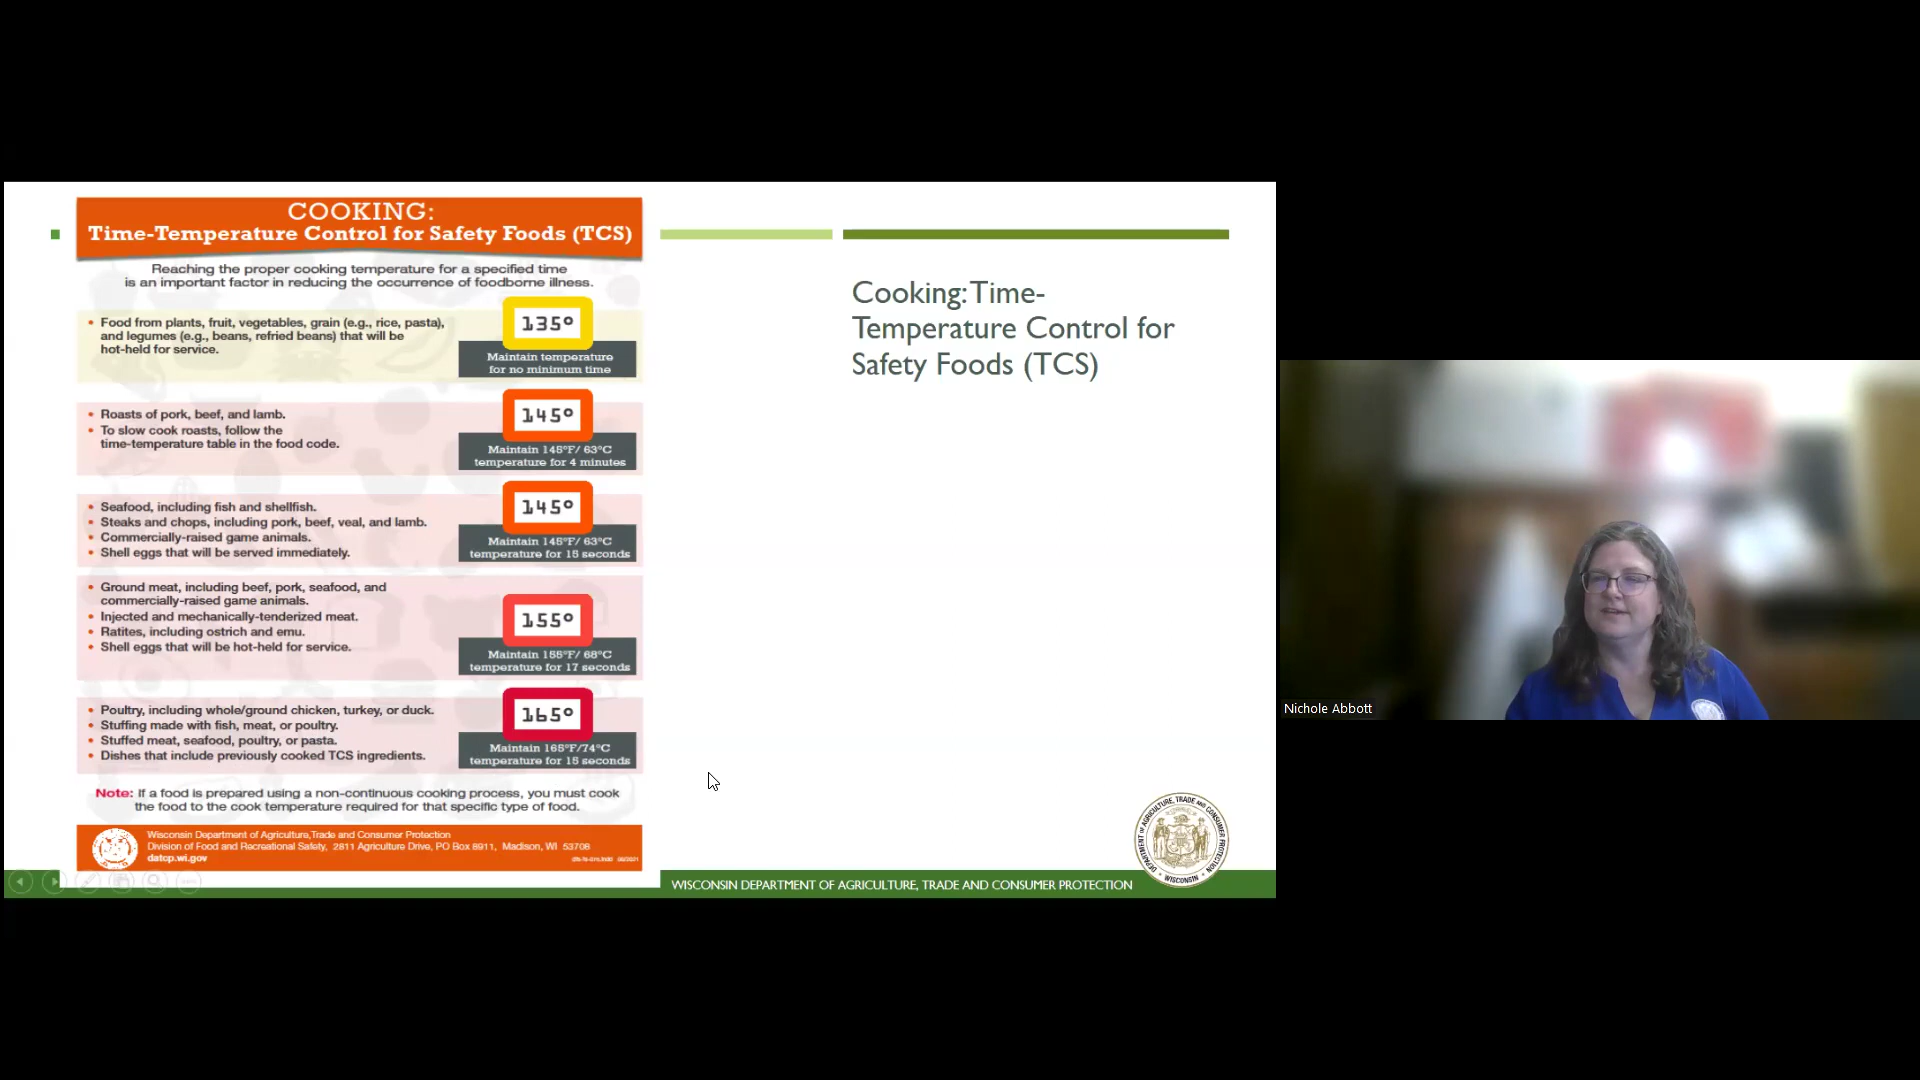 COOKING:
Time-Temperature Control for Safety Foods (TCS)
Reaching the proper cooking temperature for a specified time
is an important factor in reducing the occurrence of foodborne illness.
• Food from plants, fruit, vegetables, grain (e.g., rice, pasta),
and legumes (e.g., beans, refried beans) that will be
hot-held for service.
135°
Maintain temperature
for no minimum time
• Roasts of pork, beef, and lamb.
• To slow cook roasts, follow the
time-temperature table in the food code.
145°
Maintain 145°F/ 63°C
temperature for 4 minutes
• Seafood, including fish and shellfish.
• Steaks and chops, including pork, beef, veal, and lamb.
• Commercially-raised game animals.
• Shell eggs that will be served immediately.
145°
Maintain 145°F/ 63°C
temperature for 15 seconds
• Ground meat, including beef, pork, seafood, and
commercially-raised game animals.
• Injected and mechanically-tenderized meat.
• Ratites, including ostrich and emu.
• Shell eggs that will be hot-held for service.
155°
Maintain 155°F/ 68°C
temperature for 17 seconds
• Poultry, including whole/ground chicken, turkey, or duck.
• Stuffing made with fish, meat, or poultry.
• Stuffed meat, seafood, poultry, or pasta.
• Dishes that include previously cooked TCS ingredients.
165°
Maintain 165°F/74°C
temperature for 15 seconds
Note: If a food is prepared using a non-continuous cooking process, you must cook
the food to the cook temperature required for that specific type of food.
Wisconsin Department of Agriculture,Trade and Consumer Protection
Division of Food and Recreational Safety, 2811 Agriculture Drive, PO Box 8911, Madison, WI 53708
datcp.wi.gov
Cooking: Time-
Temperature Control for
Safety Foods (TCS)
WISCONSIN DEPARTMENT OF AGRICULTURE, TRADE AND CONSUMER PROTECTION
DEPARTMENT OF AGRICULTURE, TRADE AND CONSUMER PROTECTION
WISCONSIN
Nichole Abbott